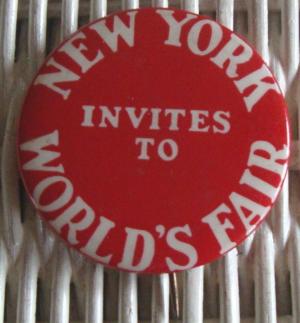 NEW YORK
INVITES
TO
WORLD'S FAIR